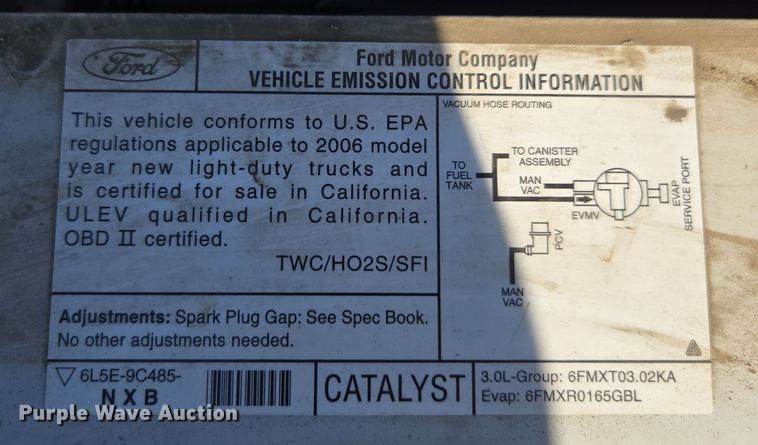 Ford
Ford Motor Company
VEHICLE EMISSION CONTROL INFORMATION
This vehicle conforms to U.S. EPA
regulations applicable to 2006 model
year new light-duty trucks and
is certified for sale in California.
ULEV qualified in California.
OBD II certified.
TWC/HO2S/SFI
VACUUM HOSE ROUTING
TO CANISTER
ASSEMBLY
TO
FUEL
TANK
MAN
VAC
EVMV
EVAP
SERVICE PORT
PCV
MAN
VAC
Adjustments: Spark Plug Gap: See Spec Book.
No other adjustments needed.
6L5E-9C485-
NXB
CATALYST
3.0L-Group: 6FMXT03.02KA
Evap: 6FMXR0165GBL
Purple Wave Auction